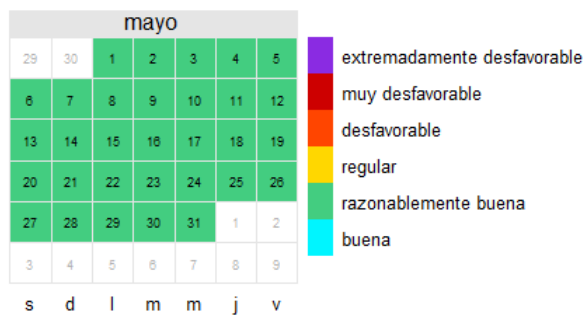 mayo
29 30 1 2 3 4 5
6 7 8 9 10 11 12
13 14 15 16 17 18 19
20 21 22 23 24 25 26
27 28 29 30 31 1 2
3 4 5 6 7 8 9
s d l m m j v
extremadamente desfavorable
muy desfavorable
desfavorable
regular
razonablemente buena
buena